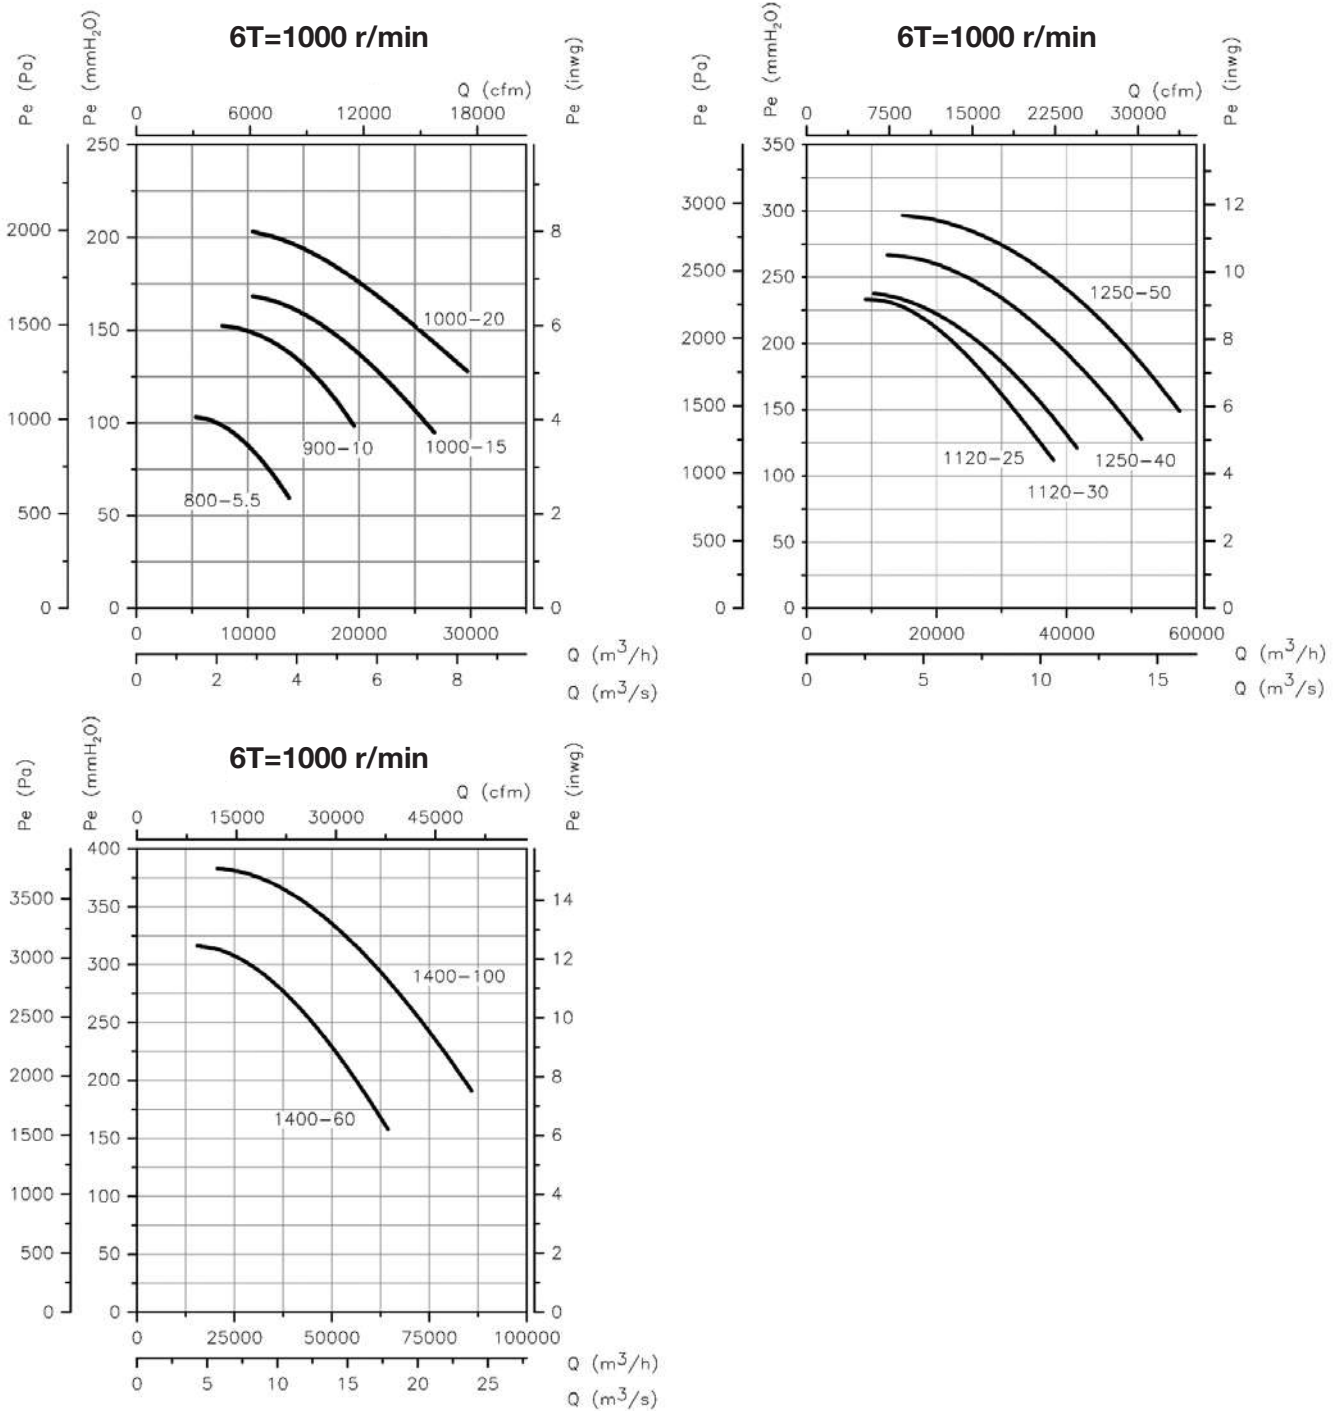 6T=1000 r/min
Pe (Pa)
Pe (mmH2O)
Pe (inwg)
Q (cfm)
0 6000 12000 18000
250
200
150
100
50
0
2000
1500
1000
500
0
8
6
4
2
0
1000-20
1000-15
900-10
800-5.5
0 10000 20000 30000
Q (m3/h)
0 2 4 6 8
Q (m3/s)
6T=1000 r/min
Pe (Pa)
Pe (mmH2O)
Pe (inwg)
Q (cfm)
0 7500 15000 22500 30000
350
300
250
200
150
100
50
0
3000
2500
2000
1500
1000
500
0
12
10
8
6
4
2
0
1250-50
1250-40
1120-25
1120-30
0 20000 40000 60000
Q (m3/h)
0 5 10 15
Q (m3/s)
6T=1000 r/min
Pe (Pa)
Pe (mmH2O)
Pe (inwg)
Q (cfm)
0 15000 30000 45000
400
350
300
250
200
150
100
50
0
3500
3000
2500
2000
1500
1000
500
0
14
12
10
8
6
4
2
0
1400-100
1400-60
0 25000 50000 75000 100000
Q (m3/h)
0 5 10 15 20 25
Q (m3/s)